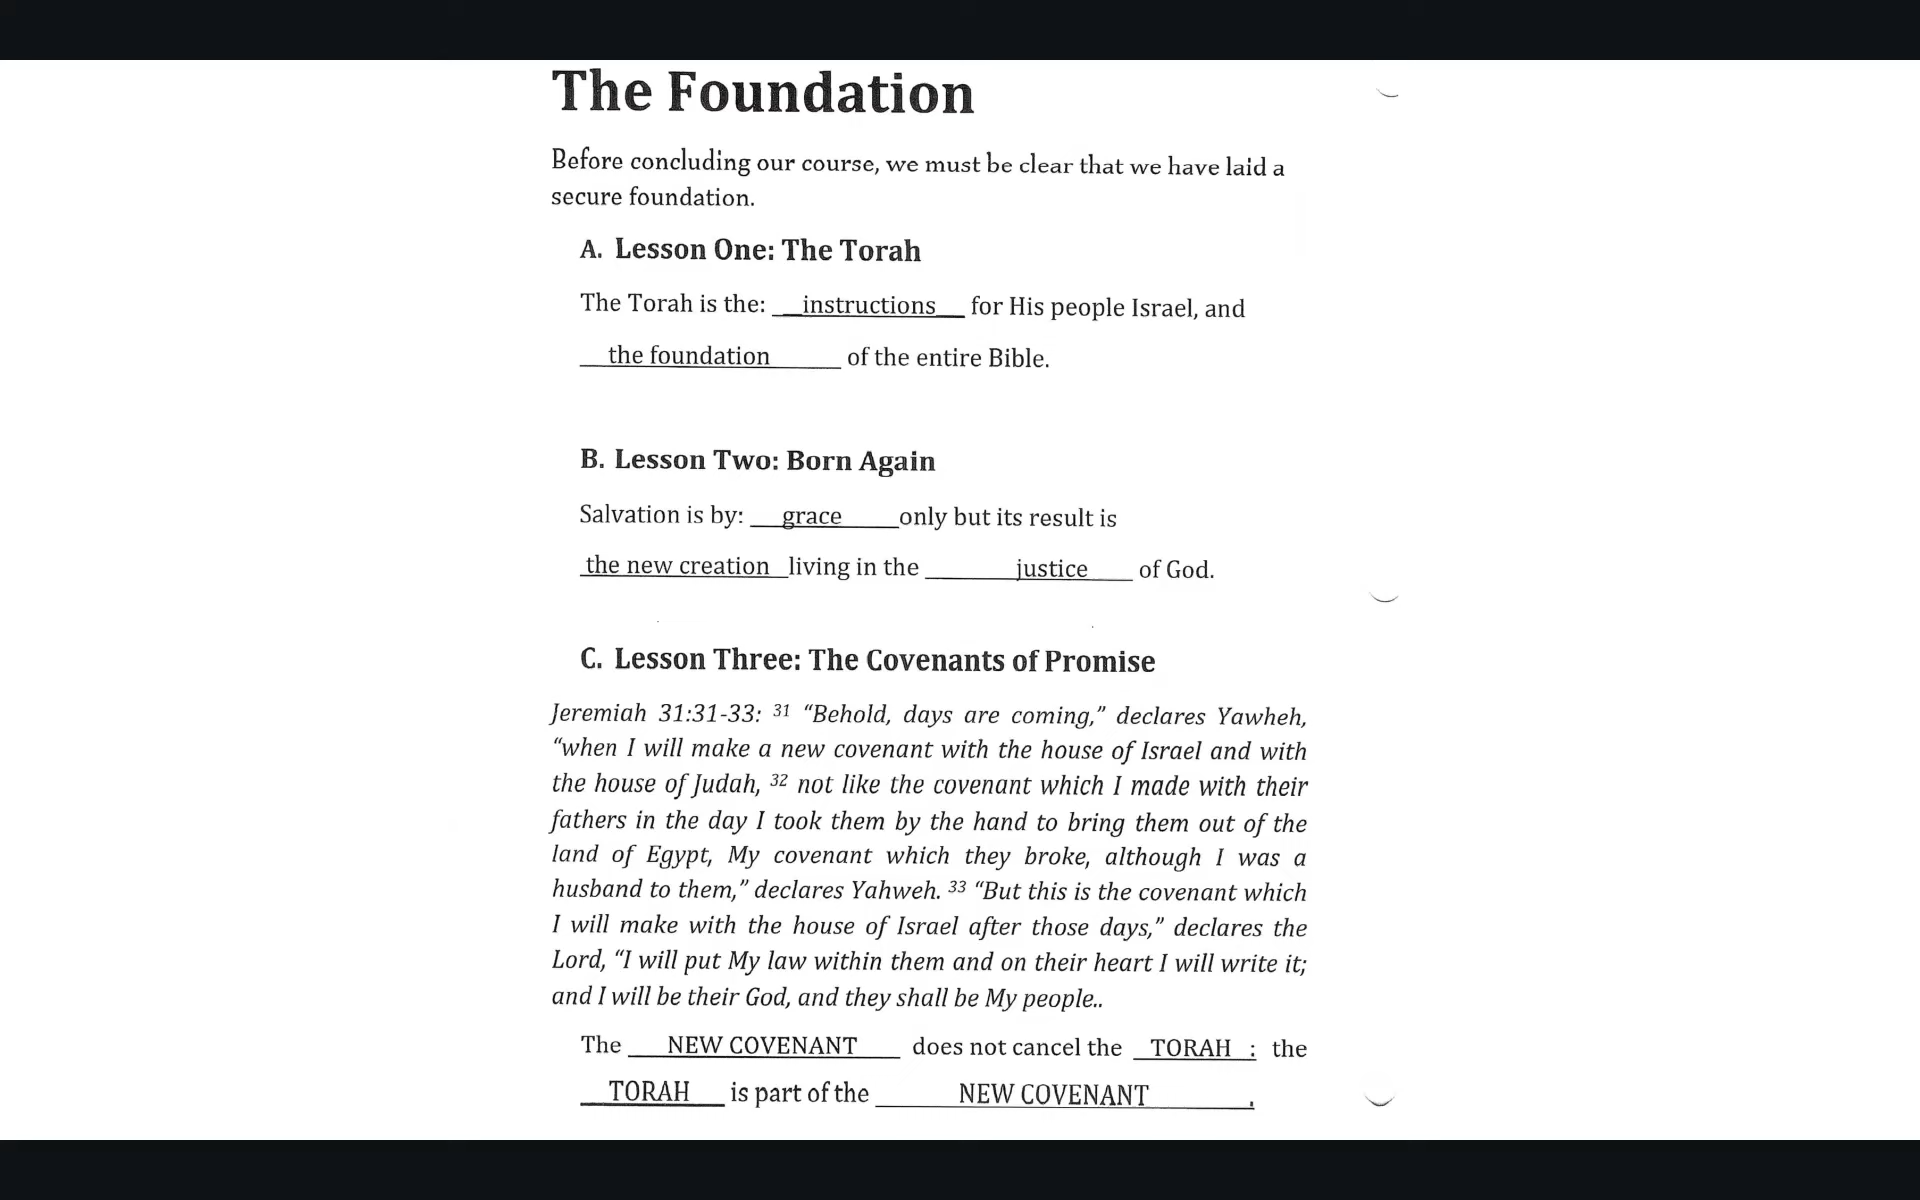 The Foundation
Before concluding our course, we must be clear that we have laid a
secure foundation.
A. Lesson One: The Torah
The Torah is the: __instructions__ for His people Israel, and
__the foundation_____ of the entire Bible.
B. Lesson Two: Born Again
Salvation is by: __grace____only but its result is
the new creation_living in the ______justice___ of God.
C. Lesson Three: The Covenants of Promise
Jeremiah 31:31-33: 31 “Behold, days are coming,” declares Yawheh,
“when I will make a new covenant with the house of Israel and with
the house of Judah, 32 not like the covenant which I made with their
fathers in the day I took them by the hand to bring them out of the
land of Egypt, My covenant which they broke, although I was a
husband to them,” declares Yahweh. 33 “But this is the covenant which
I will make with the house of Israel after those days,” declares the
Lord, “I will put My law within them and on their heart I will write it;
and I will be their God, and they shall be My people..
The ___NEW COVENANT___ does not cancel the _TORAH_: the
__TORAH__ is part of the ______NEW COVENANT_______.